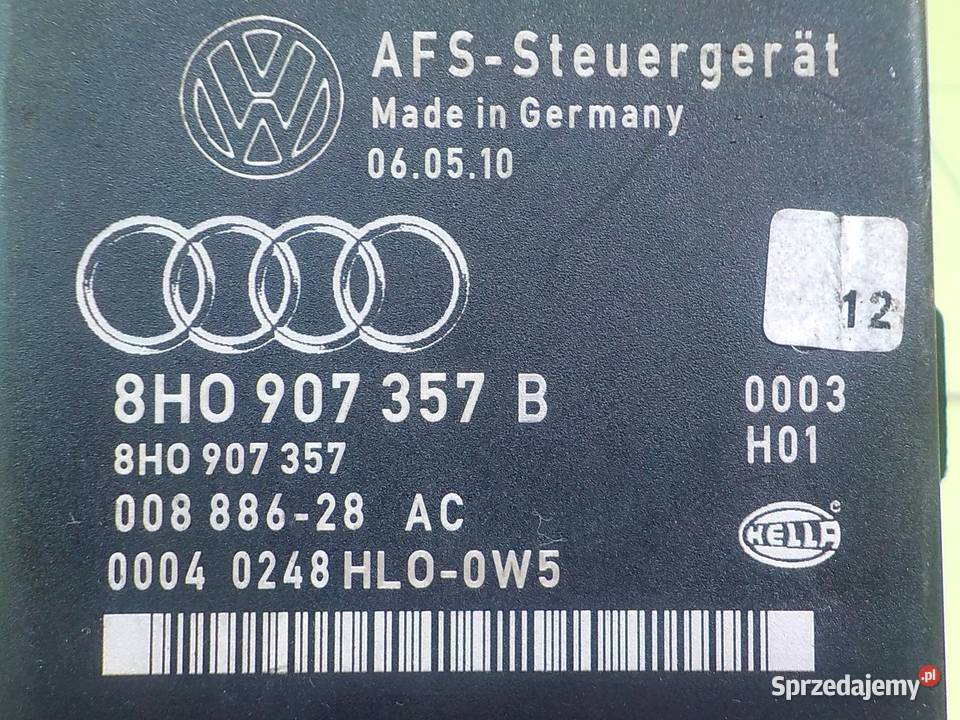 AFS-Steuergerät
Made in Germany
06.05.10
12
8H0 907 357 B
0003
8H0 907 357
H01
008 886-28 AC
HELLA
0004 0248 HLO-0W5
Sprzedajemy.pl